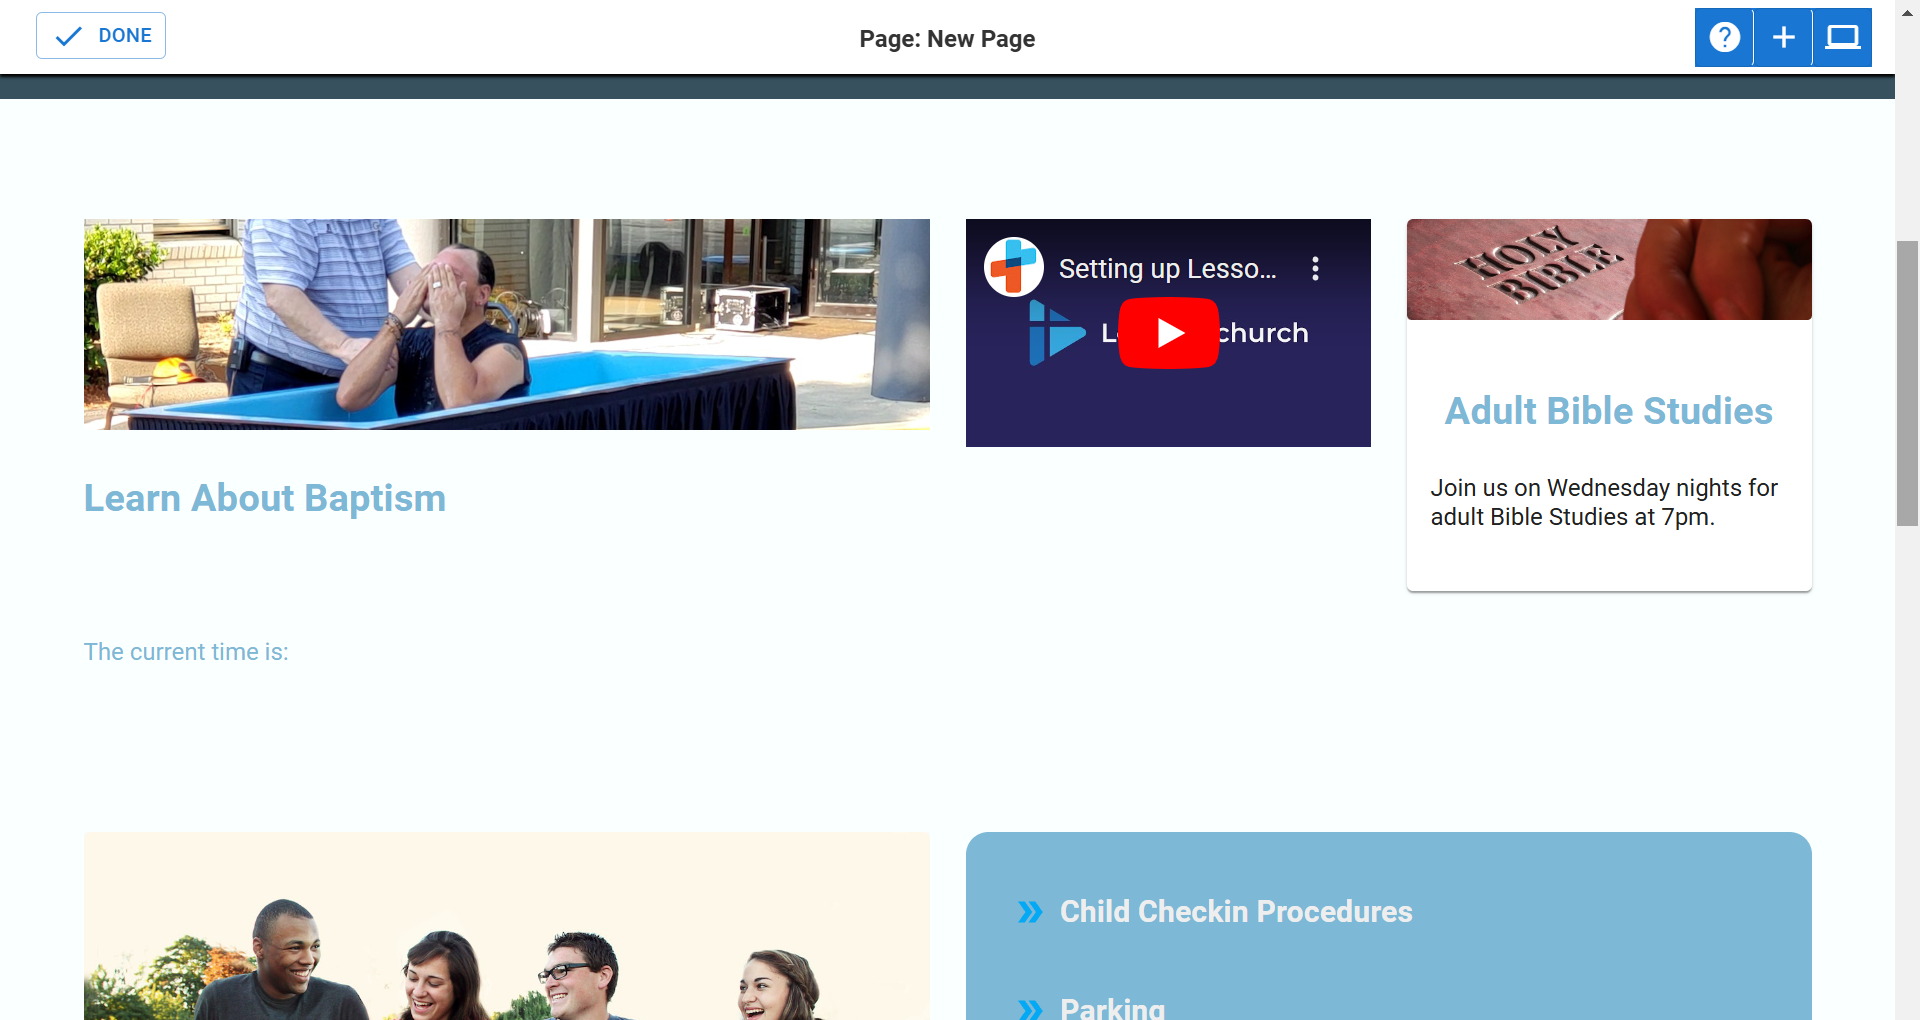 DONE
Page: New Page
Setting up Lesso...
church
HOLY
BIBLE
Adult Bible Studies
Join us on Wednesday nights for
adult Bible Studies at 7pm.
Learn About Baptism
The current time is:
Child Checkin Procedures
Parking